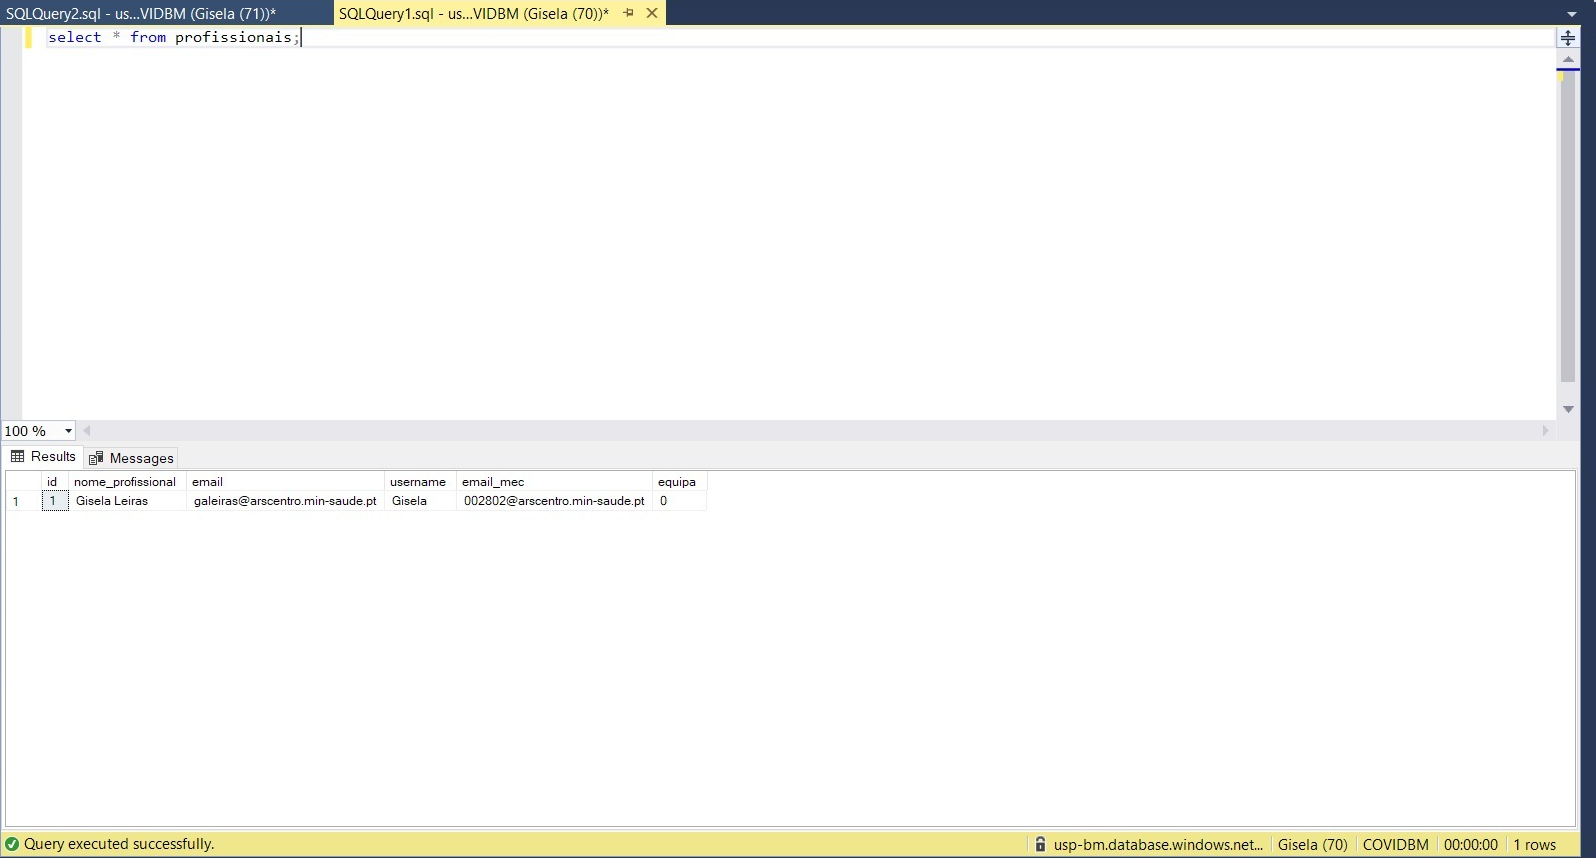 SQLQuery2.sql - us...VIDBM (Gisela (71))*
SQLQuery1.sql - us...VIDBM (Gisela (70))*
select * from profissionais;
100 %
Results
Messages
id nome_profissional email username email_mec equipa
1 1 Gisela Leiras galeiras@arscentro.min-saude.pt Gisela 002802@arscentro.min-saude.pt 0
Query executed successfully.
usp-bm.database.windows.net... Gisela (70) COVIDBM 00:00:00 1 rows